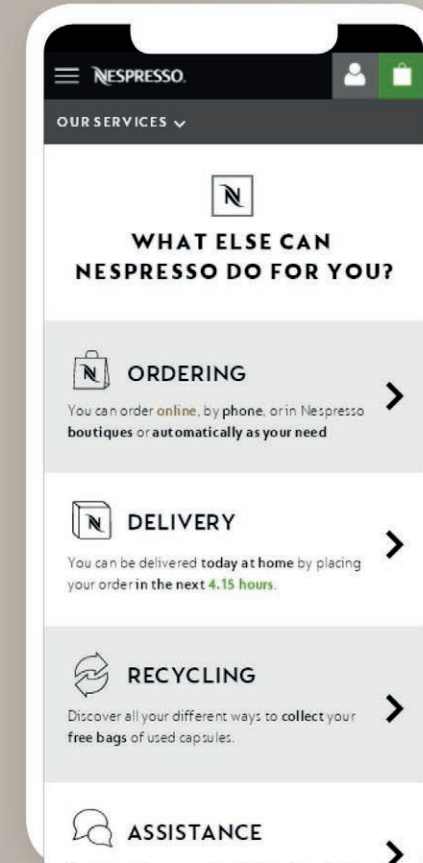 NESPRESSO.
OUR SERVICES
N
WHAT ELSE CAN
NESPRESSO DO FOR YOU?
N
ORDERING
You can order online, by phone, or in Nespresso
boutiques or automatically as your need
N
DELIVERY
You can be delivered today at home by placing
your order in the next 4.15 hours.
RECYCLING
Discover all your different ways to collect your
free bags of used capsules.
ASSISTANCE